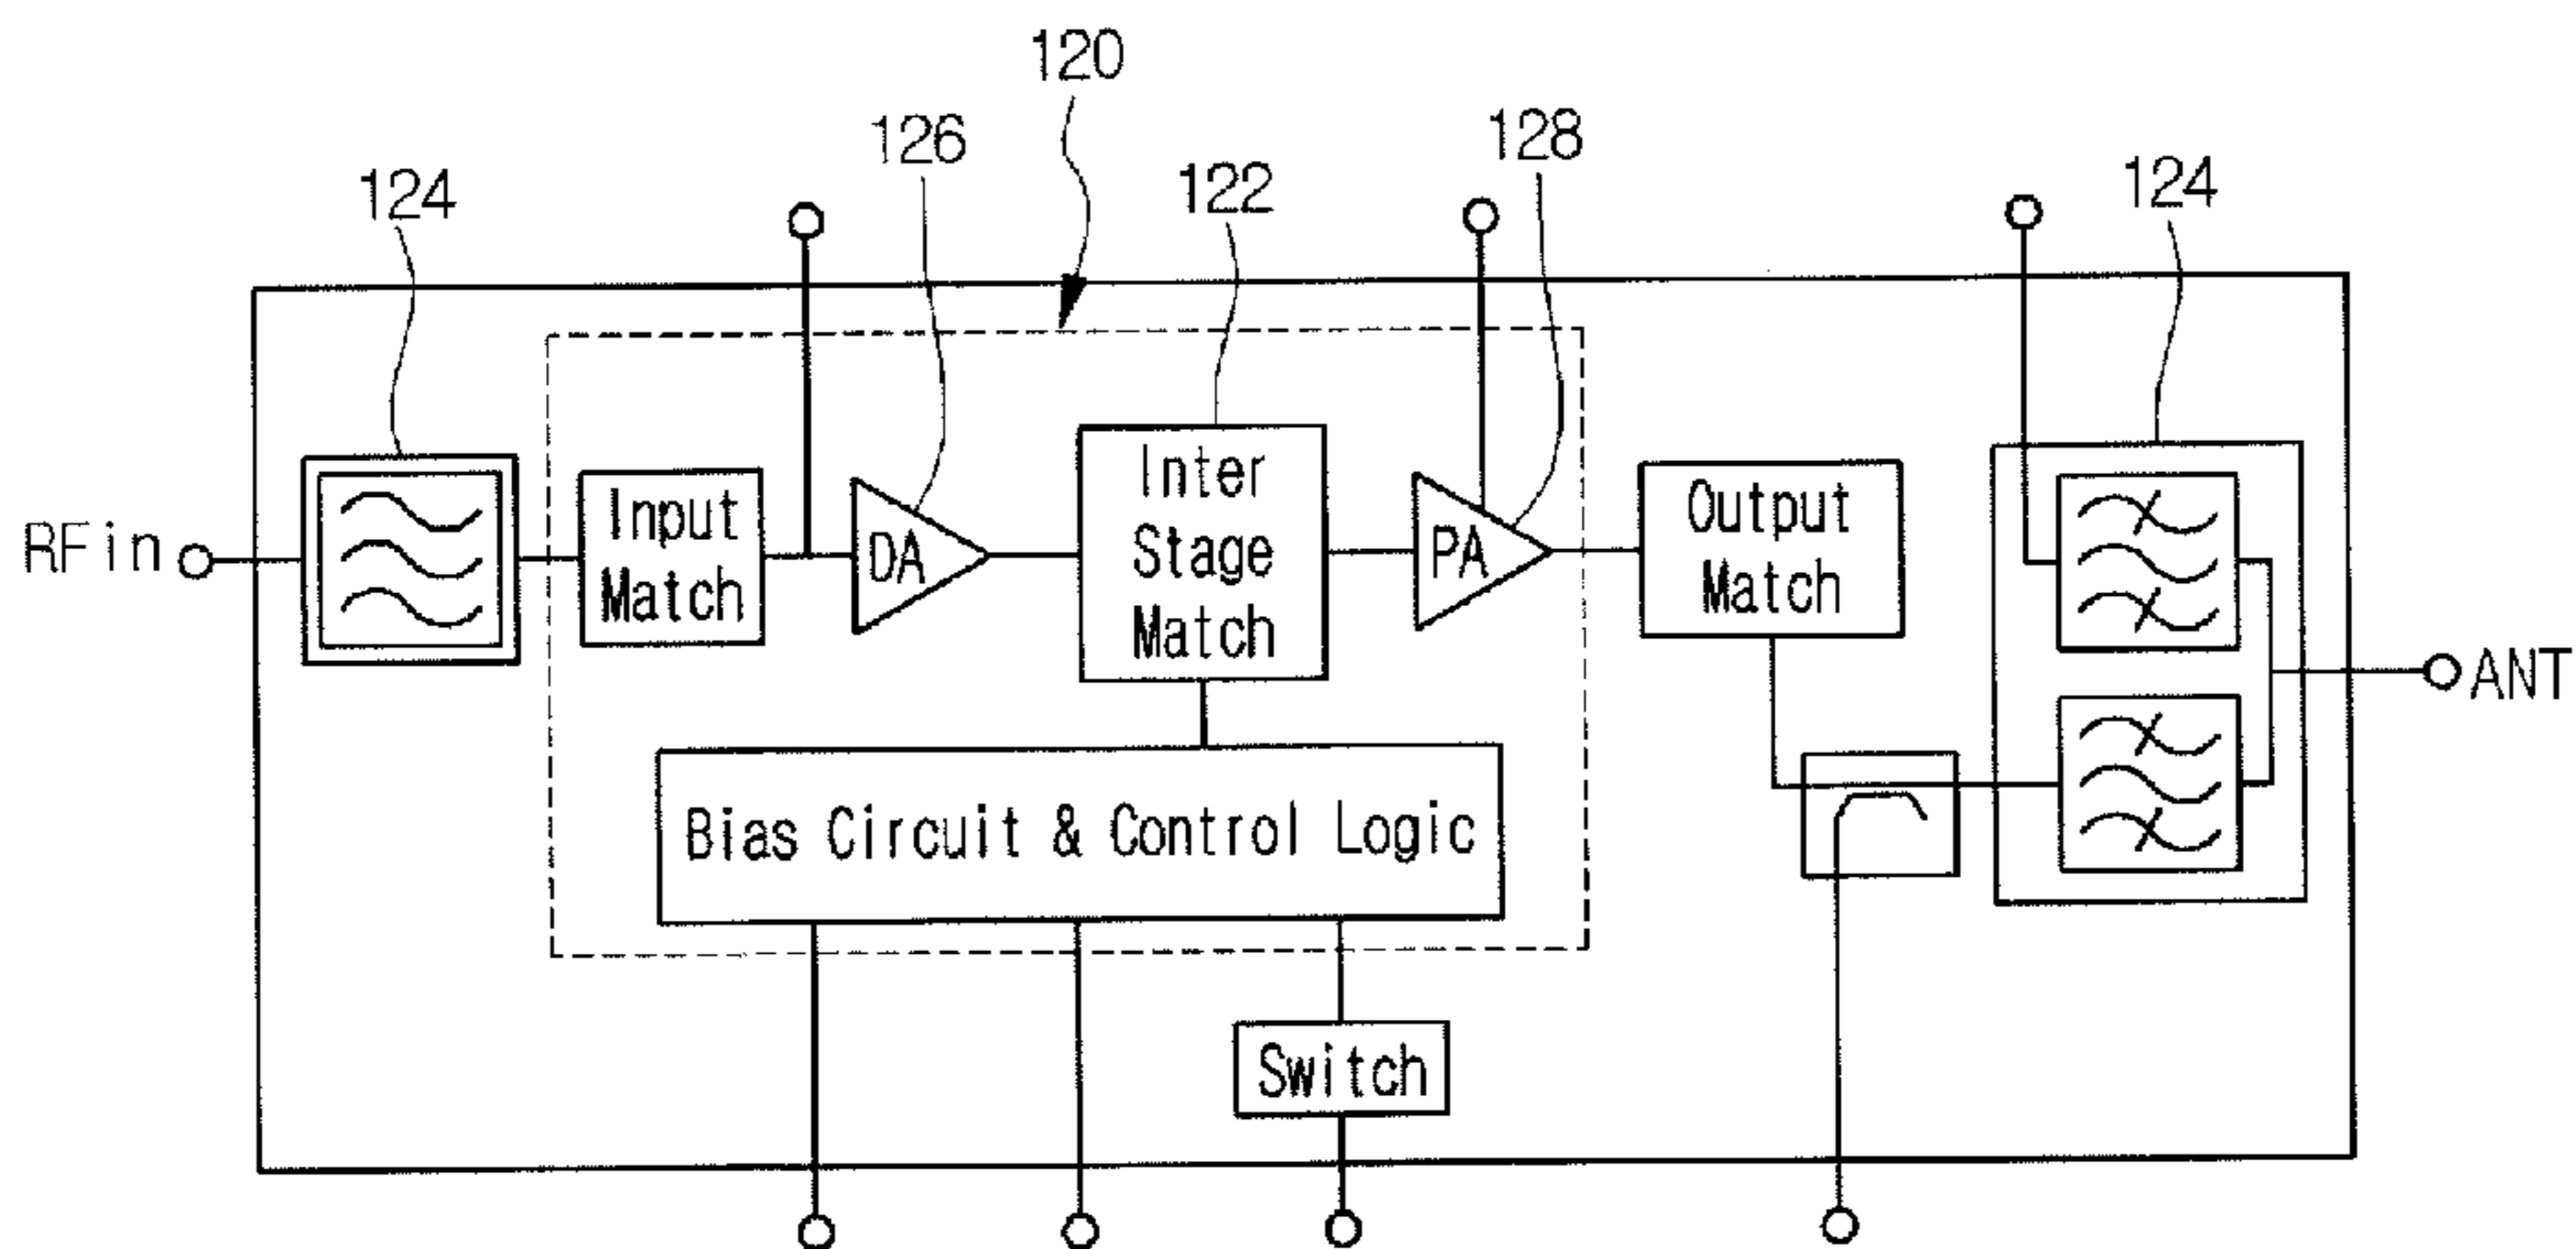 120
126
128
124
122
124
RFin
Input
Match
DA
Inter
Stage
Match
PA
Output
Match
ANT
Bias Circuit & Control Logic
Switch